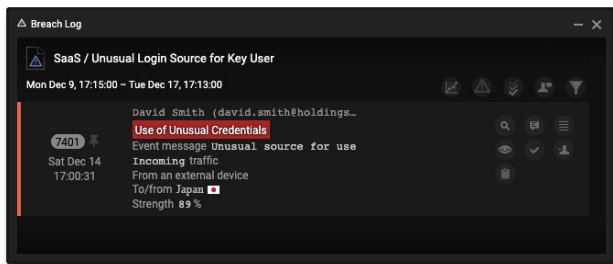 Breach Log
SaaS / Unusual Login Source for Key User
Mon Dec 9, 17:15:00 – Tue Dec 17, 17:13:00
David Smith (david.smith@holdings…
Use of Unusual Credentials
7401
Event message Unusual source for use
Sat Dec 14
Incoming traffic
17:00:31
From an external device
To/from Japan
Strength 89 %